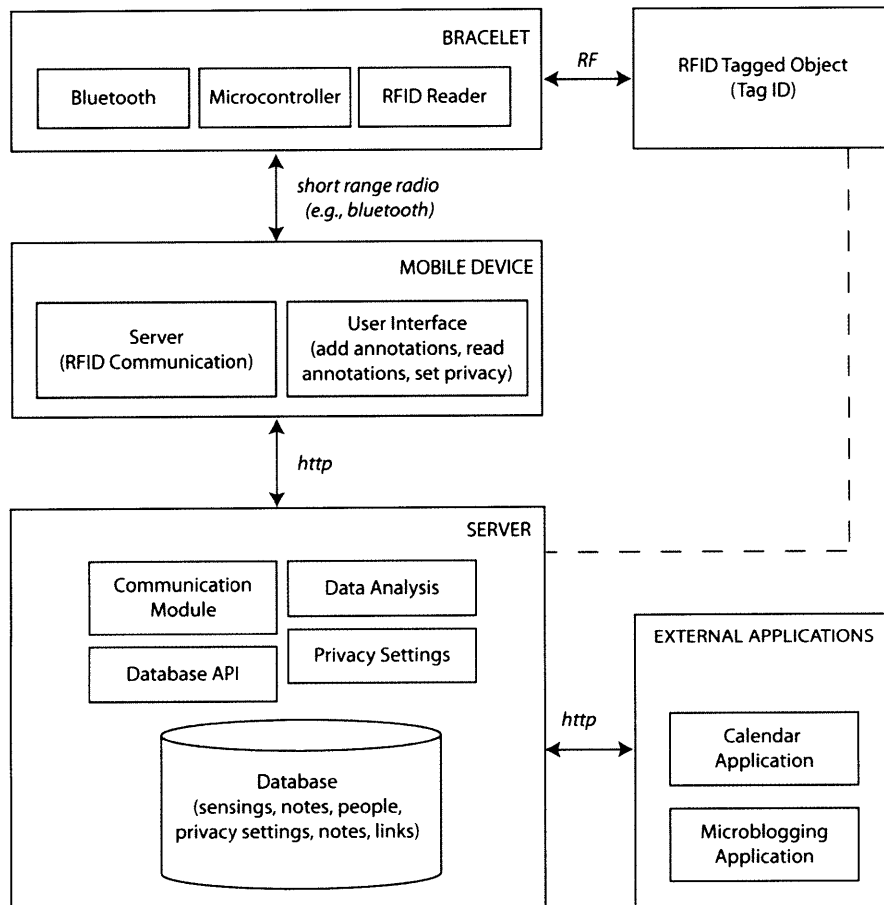 BRACELET
Bluetooth
Microcontroller
RFID Reader
RF
RFID Tagged Object
(Tag ID)
short range radio
(e.g., bluetooth)
MOBILE DEVICE
Server
(RFID Communication)
User Interface
(add annotations, read
annotations, set privacy)
http
SERVER
Communication
Module
Data Analysis
Database API
Privacy Settings
Database
(sensings, notes, people,
privacy settings, notes, links)
http
EXTERNAL APPLICATIONS
Calendar
Application
Microblogging
Application